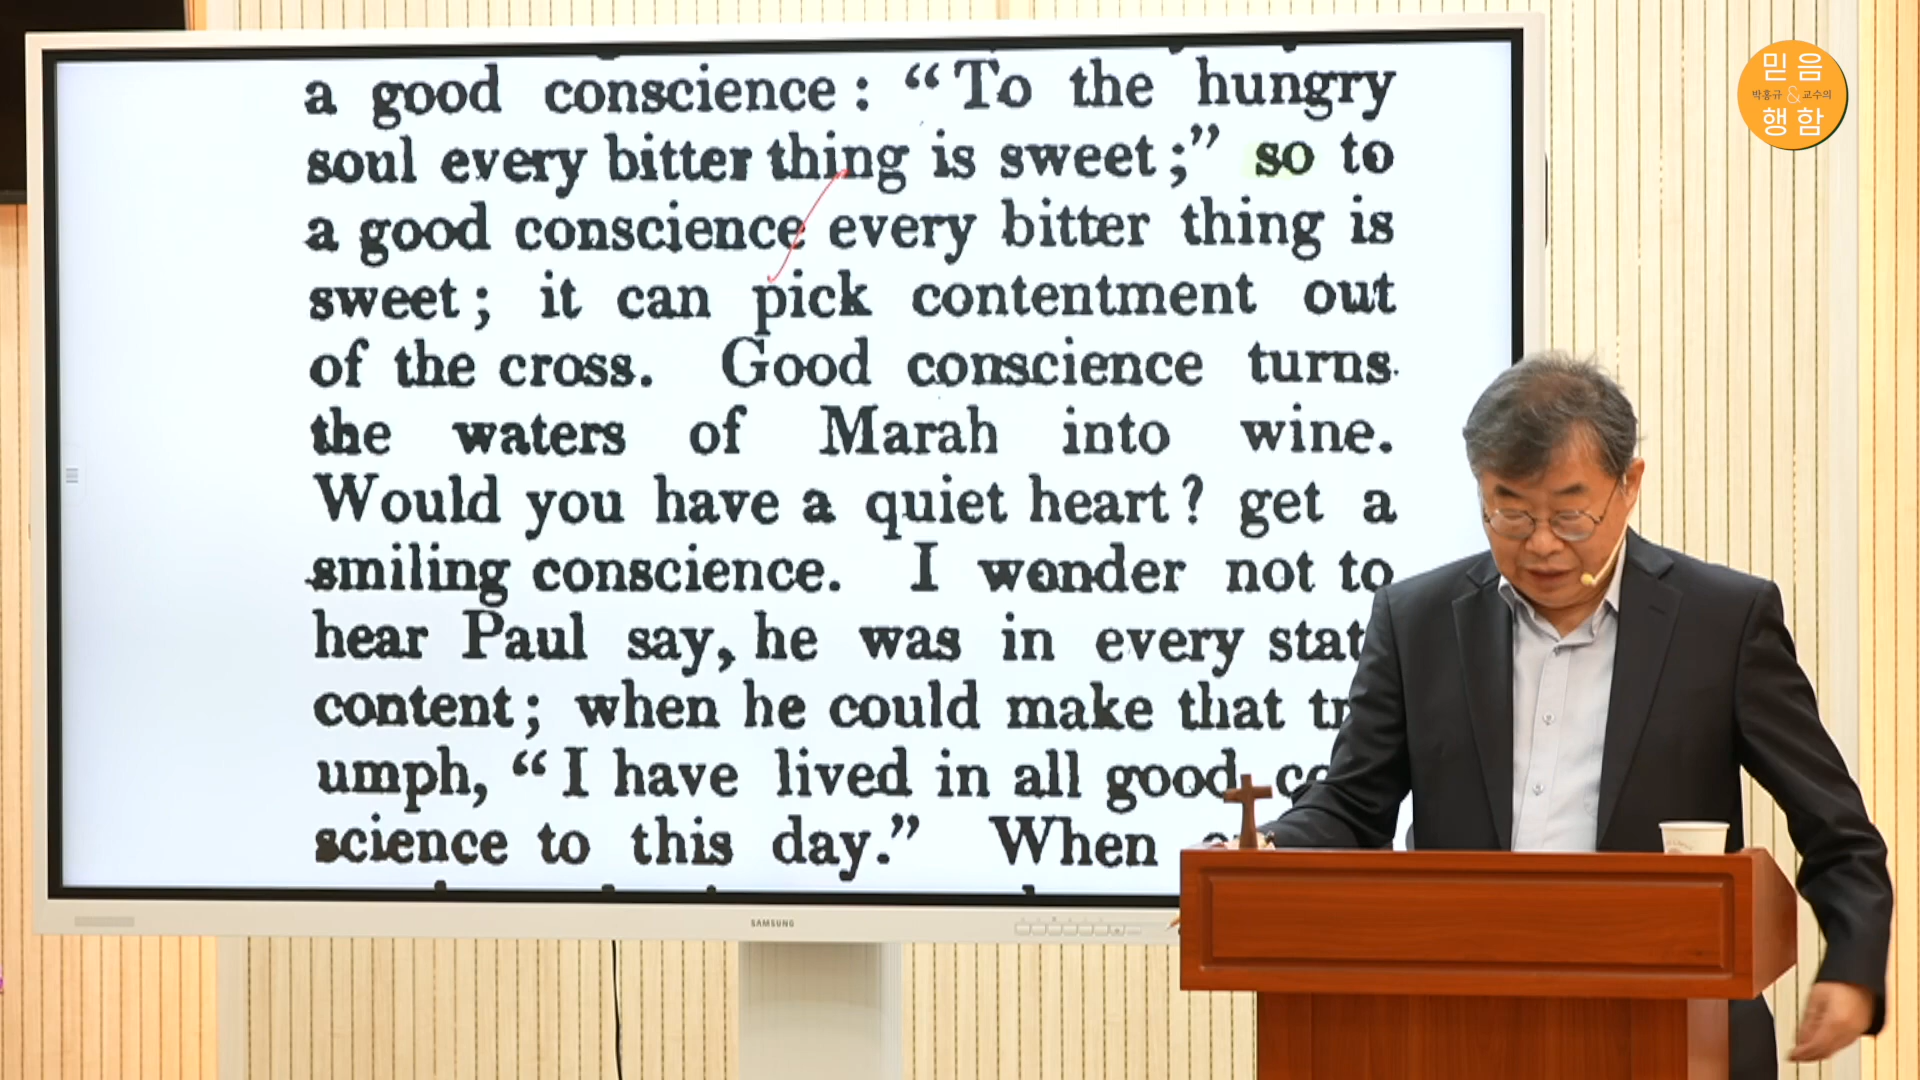 a good conscience: “To the hungry
soul every bitter thing is sweet;” so to
a good conscience every bitter thing is
sweet; it can pick contentment out
of the cross. Good conscience turns
the waters of Marah into wine.
Would you have a quiet heart? get a
smiling conscience. I wonder not to
hear Paul say, he was in every stat
content; when he could make that tr
umph, “I have lived in all good co
science to this day.” When
SAMSUNG
믿음
박홍규 & 교수의
행함